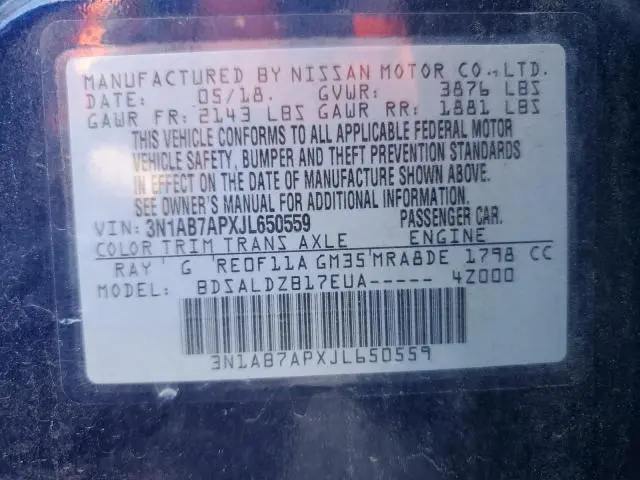 MANUFACTURED BY NISSAN MOTOR CO.,LTD.
DATE: 05/18. GVWR: 3876 LBS
GAWR FR: 2143 LBS GAWR RR: 1881 LBS
THIS VEHICLE CONFORMS TO ALL APPLICABLE FEDERAL MOTOR
VEHICLE SAFETY, BUMPER AND THEFT PREVENTION STANDARDS
IN EFFECT ON THE DATE OF MANUFACTURE SHOWN ABOVE.
SEE OWNER'S MANUAL FOR ADDITIONAL INFORMATION.
VIN: 3N1AB7APXJL650559 PASSENGER CAR.
COLOR TRIM TRANS AXLE ENGINE
RAY G RE0F11A GM35 MRA8DE 1798 CC
MODEL: BDSALDZB17EUA----- 4Z000
3N1AB7APXJL650559